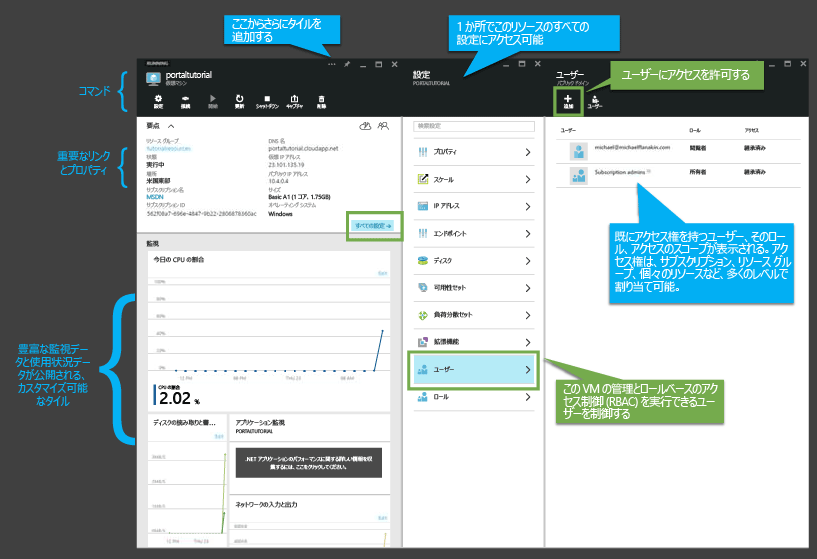 ここからさらにタイルを
追加する
1 か所でこのリソースのすべての
設定にアクセス可能
ユーザーにアクセスを許可する
コマンド
重要なリンク
とプロパティ
豊富な監視デー
タと使用状況デー
タが公開される、
カスタマイズ可能
なタイル
RUNNING
portaltutorial
仮想マシン
設定
接続
開始
更新
シャットダウン
キャプチャ
削除
要点
リソース グループ
tutorialresources
状態
実行中
場所
米国東部
サブスクリプション名
MSDN
サブスクリプション ID
DNS 名
portaltutorial.cloudapp.net
仮想 IP アドレス
23.101.135.19
パブリック IP アドレス
10.4.0.4
サイズ
Basic A1 (1 コア, 1.75GB)
オペレーティング システム
Windows
すべての設定 →
監視
今日の CPU の割合
Edit
100%
80%
60%
40%
20%
0%
12 PM
06 PM
THU 23
06 AM
CPU の割合
2.02 %
ディスクの読み取りと書...
Edit
12 PM
THU 23
アプリケーション監視
PORTALTUTORIAL
.NET アプリケーションのパフォーマンスに関する詳しい情報を収
集するには、ここをクリックしてください。
ネットワークの入力と出力
Edit
設定
PORTALTUTORIAL
検索設定
プロパティ
スケール
IP アドレス
エンドポイント
ディスク
可用性セット
負荷分散セット
拡張機能
ユーザー
ロール
ユーザー
パブリック ドメイン
追加
ユーザー
ユーザー
ロール
アクセス
michael@michaelflanakin.com
閲覧者
継承済み
Subscription admins
所有者
継承済み
既にアクセス権を持つユーザー、そのロー
ル、アクセスのスコープが表示される。アク
セス権は、サブスクリプション、リソース グル
ープ、個々のリソースなど、多くのレベルで
割り当て可能。
この VM の管理とロールベースのアク
セス制御 (RBAC) を実行できるユー
ザーを制御する